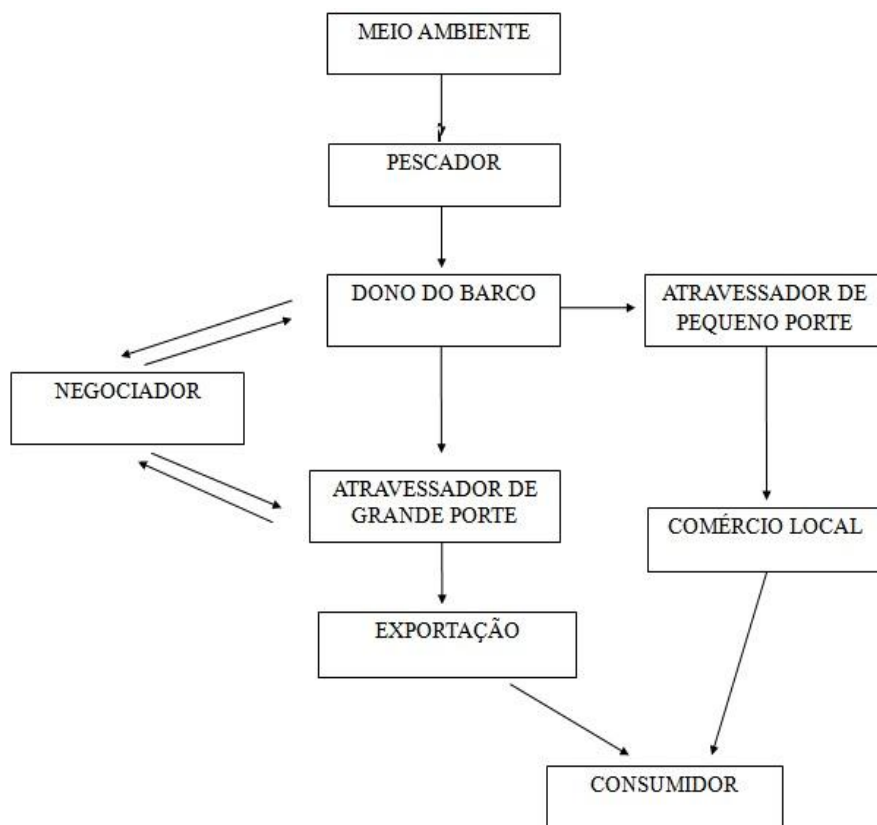 MEIO AMBIENTE
PESCADOR
DONO DO BARCO
ATRAVESSADOR DE
PEQUENO PORTE
NEGOCIADOR
ATRAVESSADOR DE
GRANDE PORTE
COMÉRCIO LOCAL
EXPORTAÇÃO
CONSUMIDOR